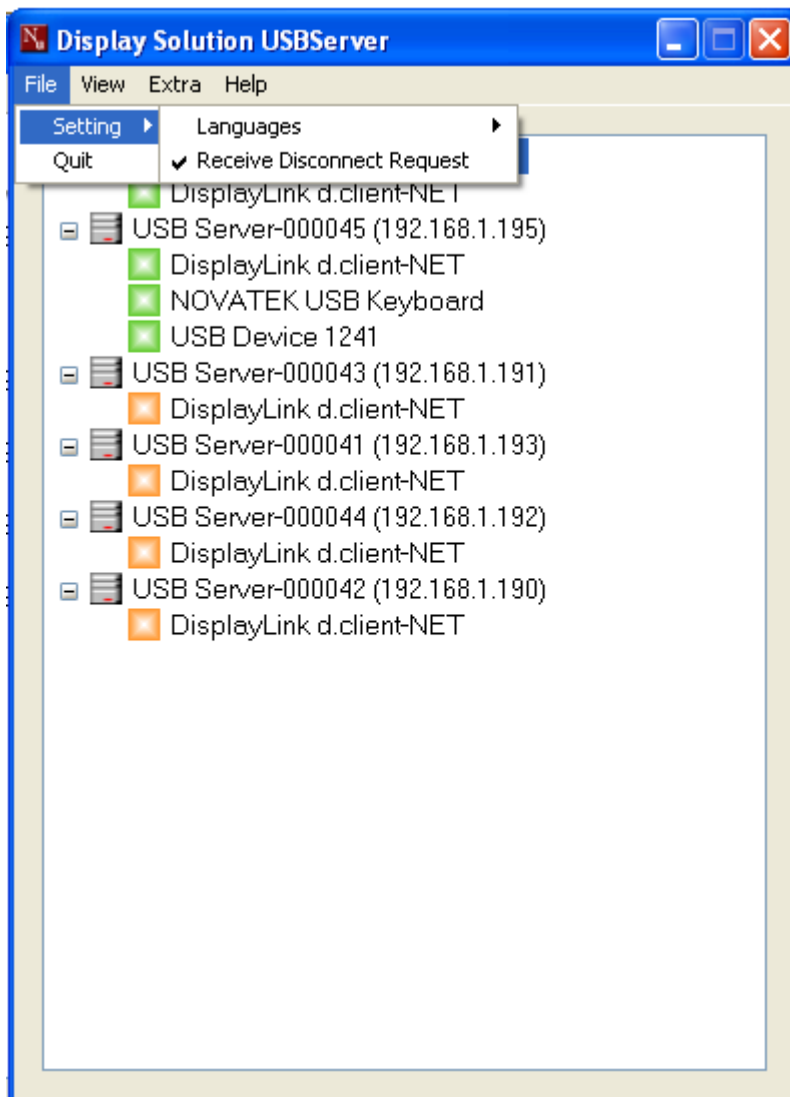 Display Solution USBServer
File View Extra Help
Setting Languages
Quit Receive Disconnect Request
DisplayLink d.client-NET
USB Server-000045 (192.168.1.195)
DisplayLink d.client-NET
NOVATEK USB Keyboard
USB Device 1241
USB Server-000043 (192.168.1.191)
DisplayLink d.client-NET
USB Server-000041 (192.168.1.193)
DisplayLink d.client-NET
USB Server-000044 (192.168.1.192)
DisplayLink d.client-NET
USB Server-000042 (192.168.1.190)
DisplayLink d.client-NET